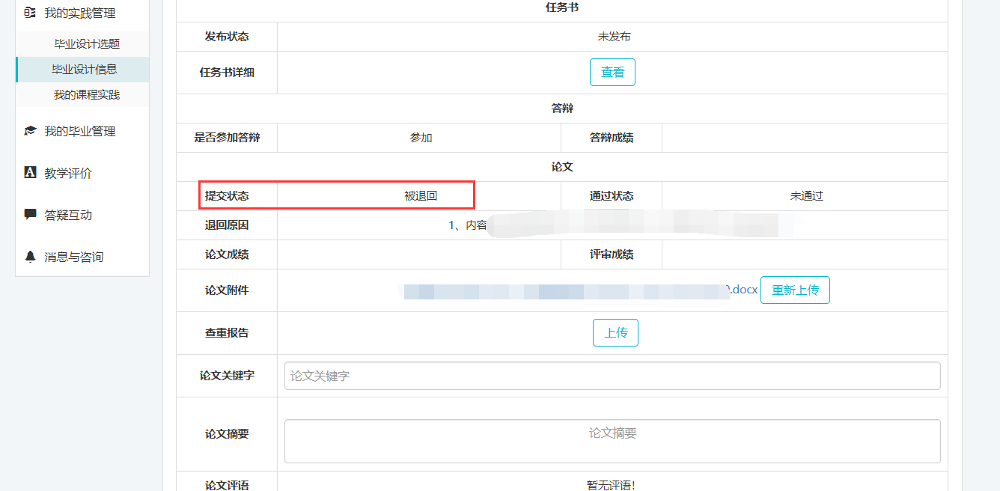 我的实践管理
毕业设计选题
毕业设计信息
我的课程实践
我的毕业管理
教学评价
答疑互动
消息与咨询
任务书
发布状态 未发布
任务书详细 查看
答辩
是否参加答辩 参加 答辩成绩
论文
提交状态 被退回 通过状态 未通过
退回原因 1、内容
论文成绩 评审成绩
论文附件 .docx 重新上传
查重报告 上传
论文关键字 论文关键字
论文摘要 论文摘要
论文评语 暂无评语!